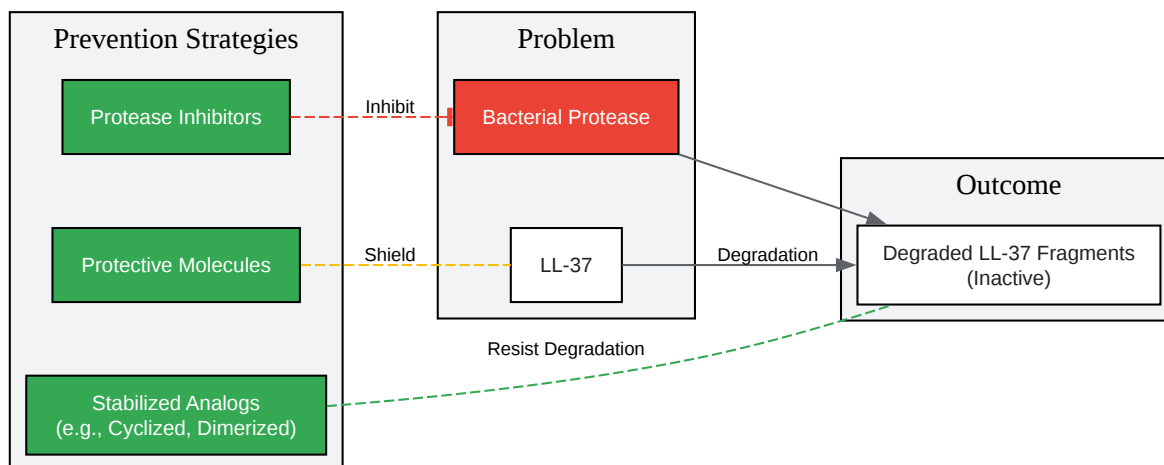 Prevention Strategies
Problem
Protease Inhibitors
Inhibit
Bacterial Protease
Outcome
Protective Molecules
Shield
LL-37
Degradation
Degraded LL-37 Fragments
(Inactive)
Resist Degradation
Stabilized Analogs
(e.g., Cyclized, Dimerized)